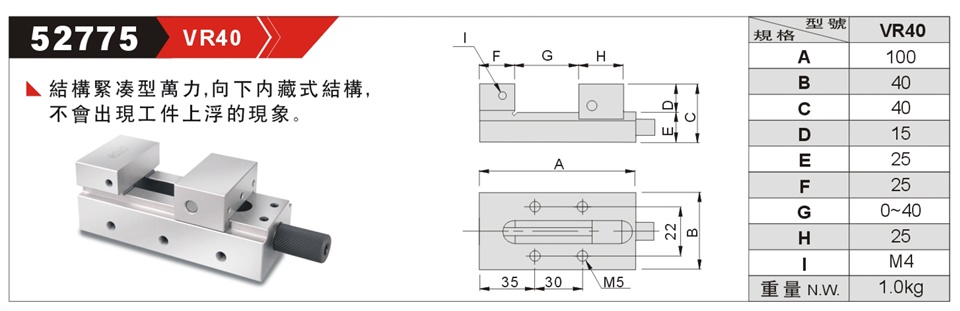 52775 VR40
結構緊凑型萬力,向下内藏式結構,
不會出現工件上浮的現象。
I
F G H
D
C
E
A
22
B
35 30 M5
型號
規格 VR40
A 100
B 40
C 40
D 15
E 25
F 25
G 0~40
H 25
I M4
重量 N.W. 1.0kg